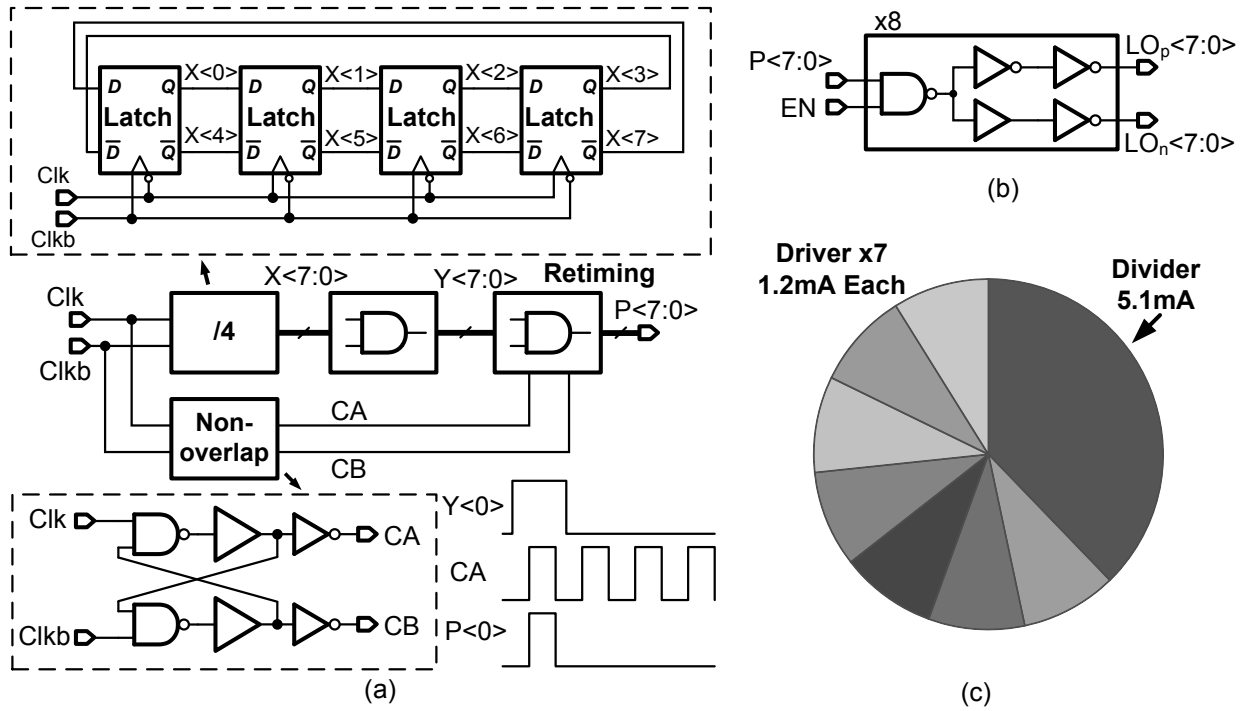 X<0>
X<1>
X<2>
X<3>
D Q
D Q
D Q
D Q
Latch
Latch
Latch
Latch
D̅ Q̅
D̅ Q̅
D̅ Q̅
D̅ Q̅
X<4>
X<5>
X<6>
X<7>
Clk
Clkb
x8
P<7:0>
EN
LOp<7:0>
LOn<7:0>
(b)
X<7:0>
Y<7:0>
Retiming
P<7:0>
Clk
Clkb
/4
Non-
overlap
CA
CB
Clk
CA
Clkb
CB
Y<0>
CA
P<0>
(a)
Driver x7
1.2mA Each
Divider
5.1mA
(c)